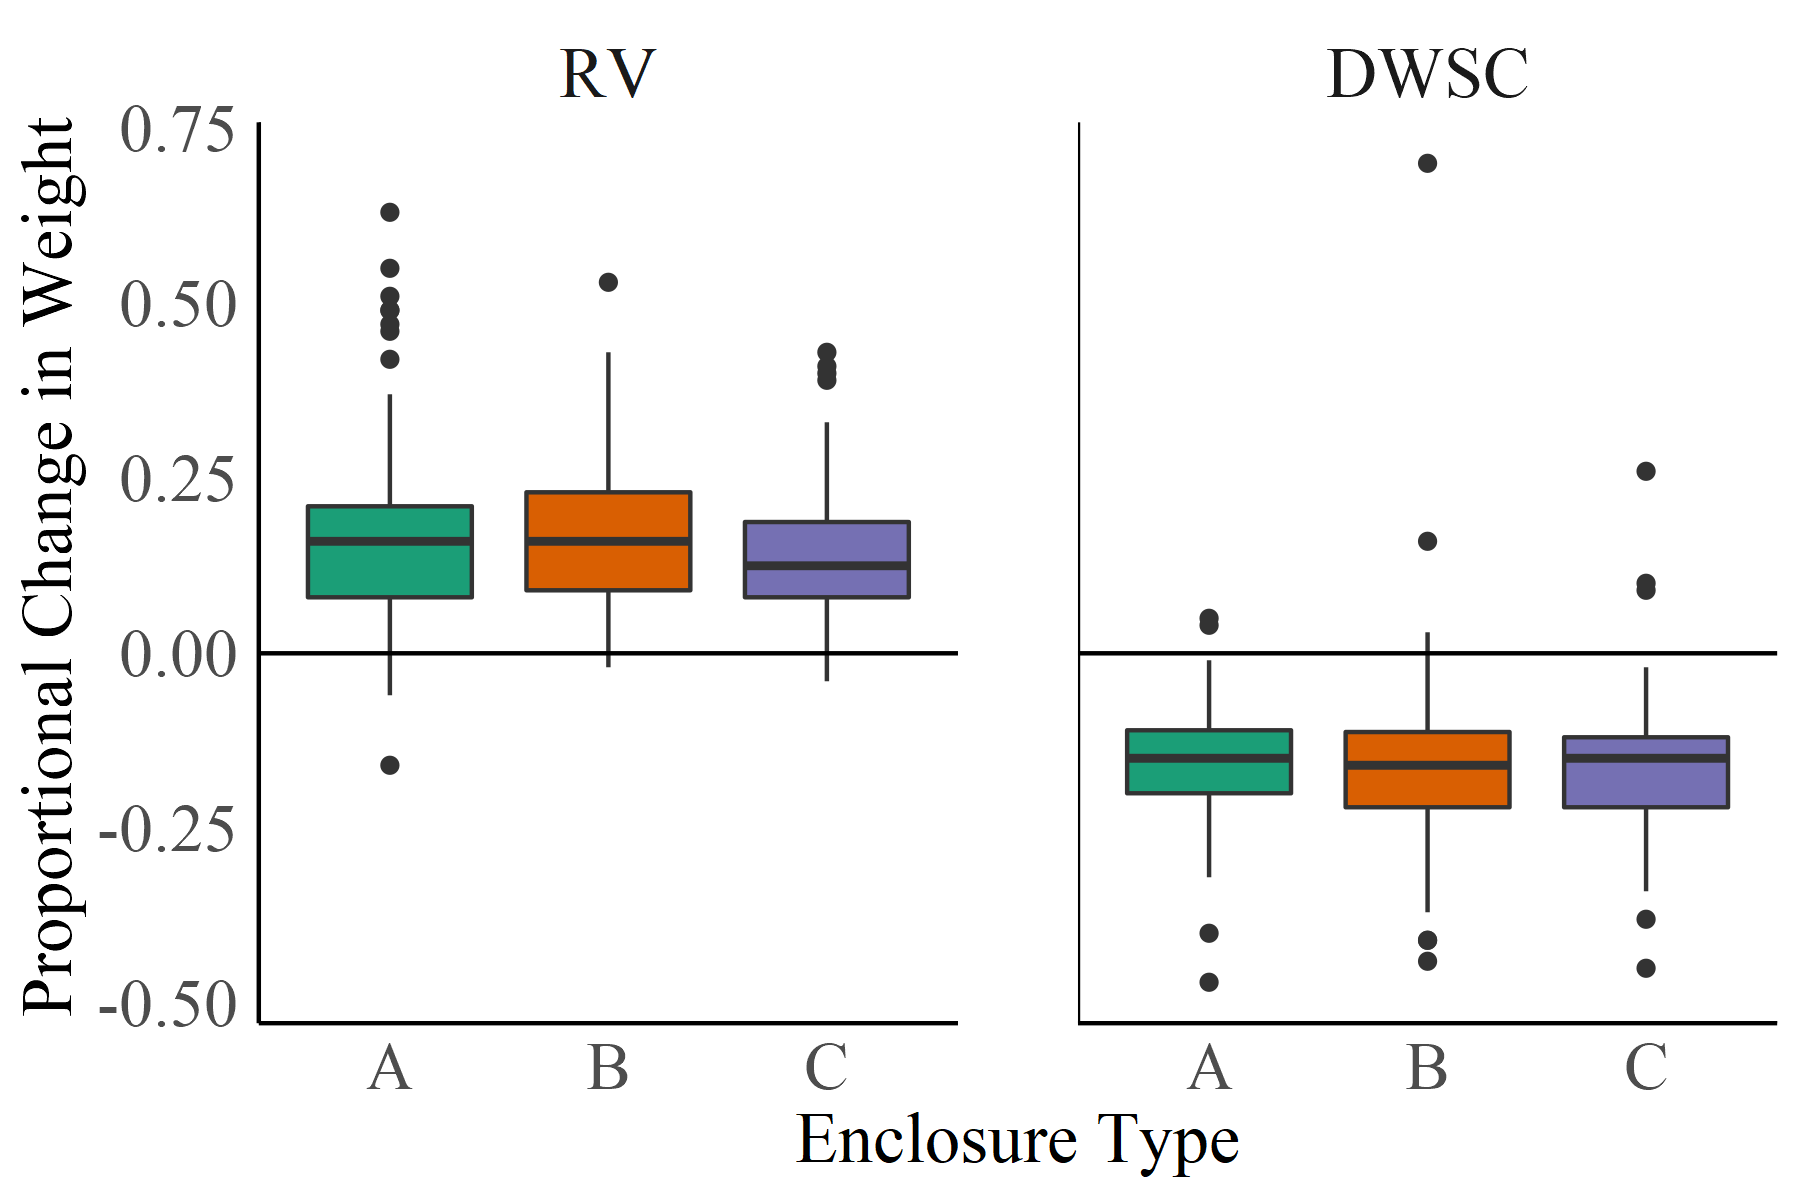 RV
DWSC
Proportional Change in Weight
0.75
0.50
0.25
0.00
-0.25
-0.50
A
B
C
A
B
C
Enclosure Type